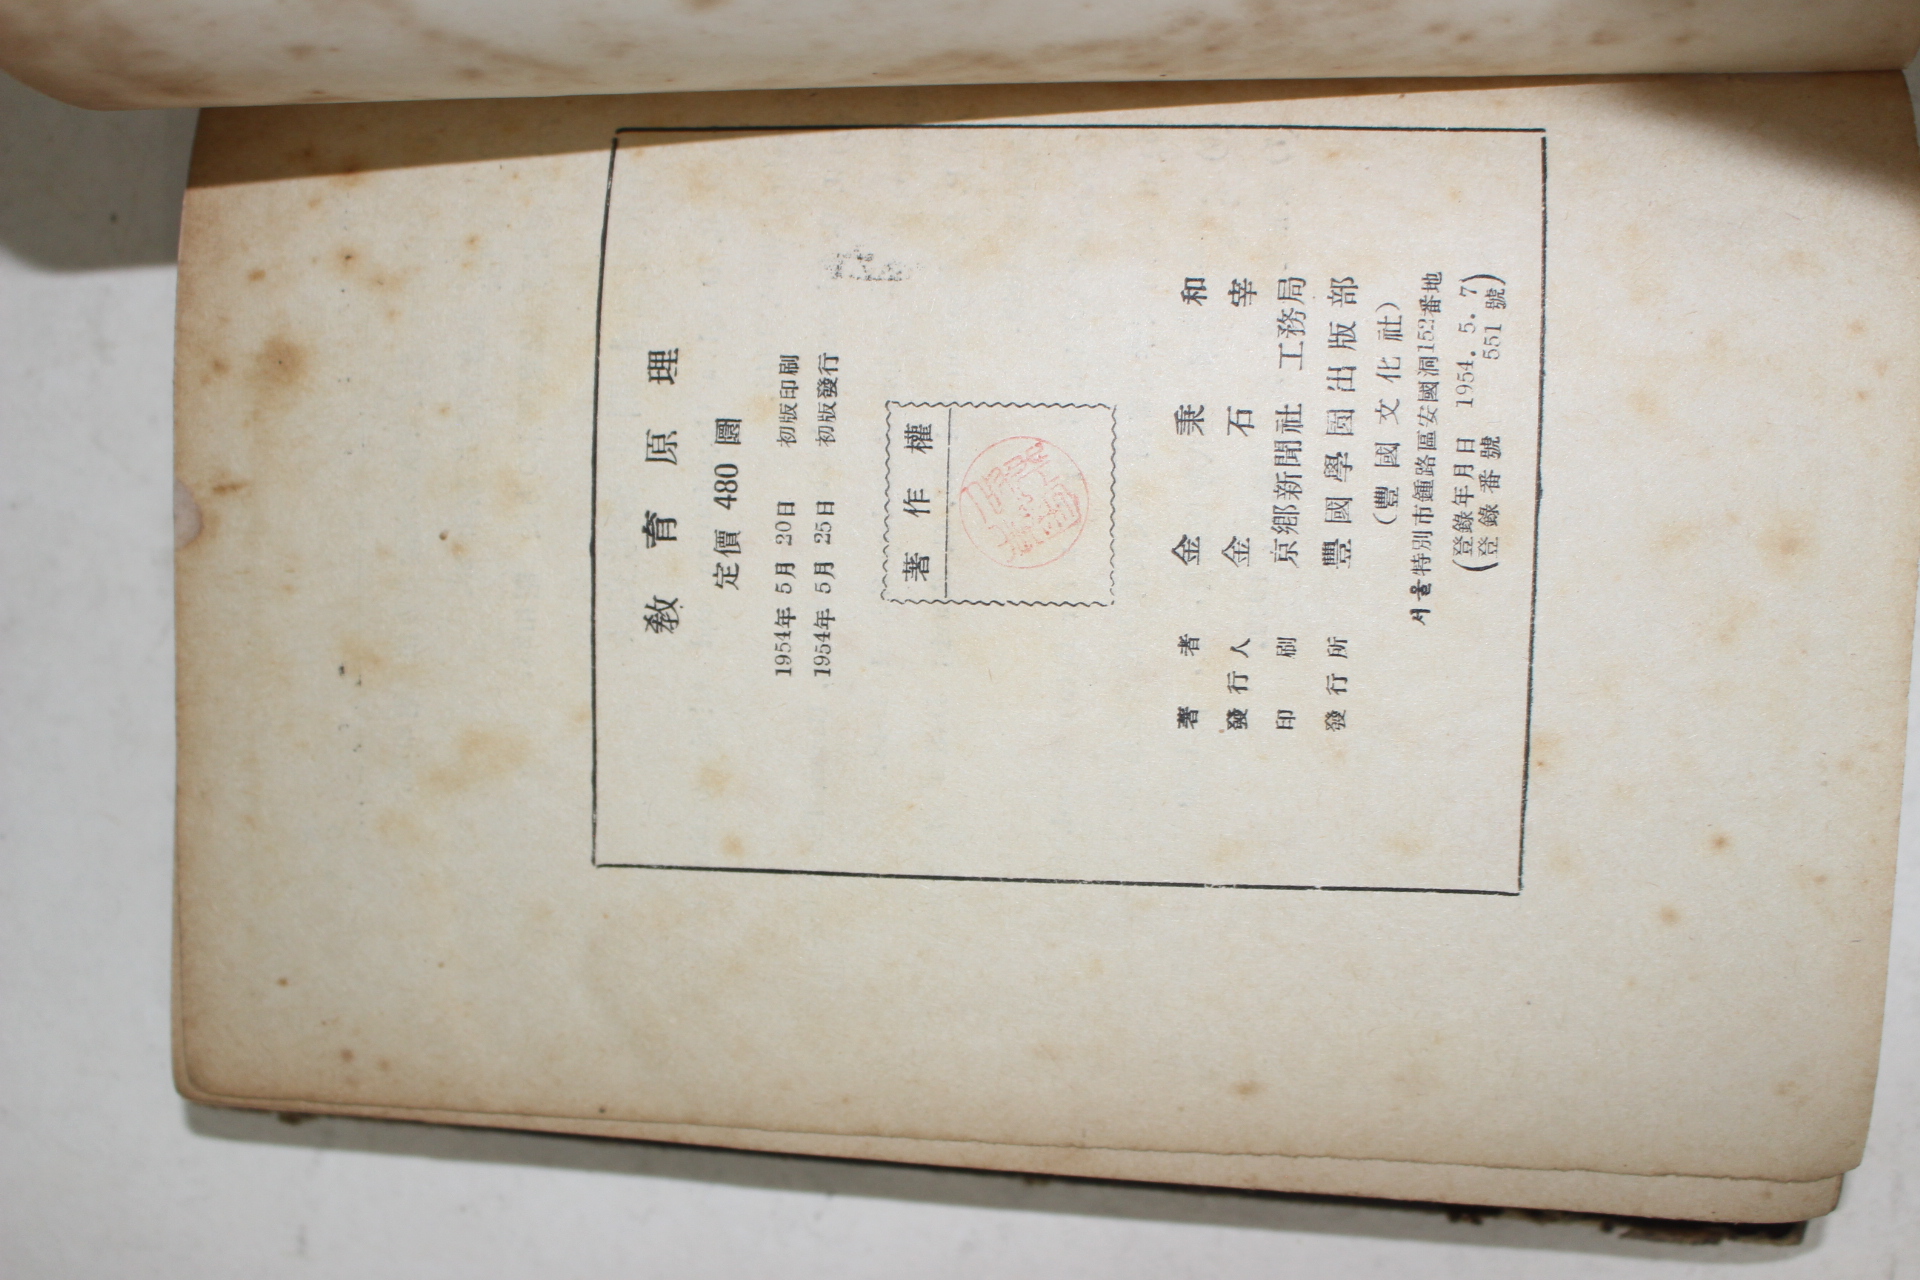 教育原理
定價 480 圜
1954年 5月 20日 初版印刷
1954年 5月 25日 初版發行
著作權
著者 金秉和
發行人 金石宰
印刷 京鄕新聞社 工務局
發行所 豐國學園出版部
(豐國文化社)
서울特別市鍾路區安國洞152番地
(登錄年月日 1954. 5. 7)
(登錄番號 551 號)